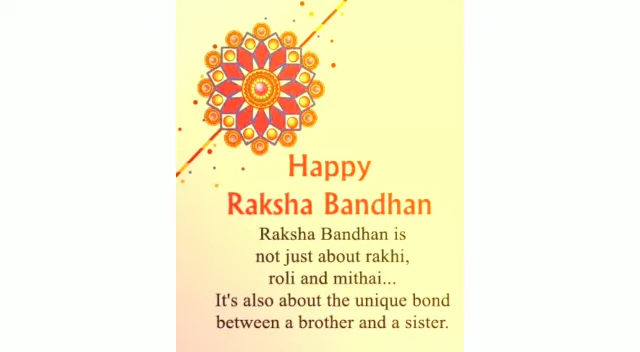 Happy
Raksha Bandhan
Raksha Bandhan is
not just about rakhi,
roli and mithai...
It's also about the unique bond
between a brother and a sister.